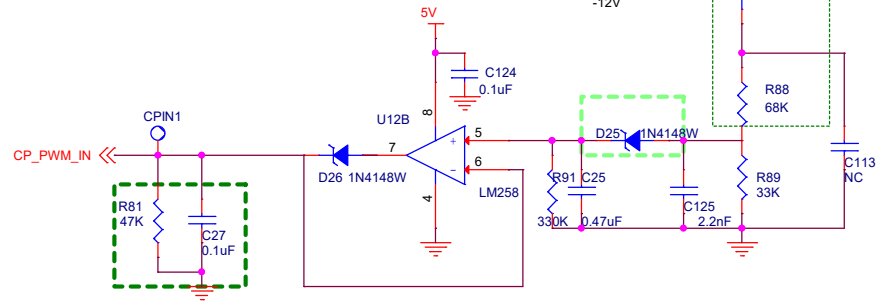 -12V
5V
C124
0.1uF
R88
68K
CPIN1
U12B
8
5
D25
1N4148W
CP_PWM_IN
7
+
6
-
D26 1N4148W
LM258
4
R91
330K
C25
0.47uF
C125
2.2nF
R89
33K
C113
NC
R81
47K
C27
0.1uF